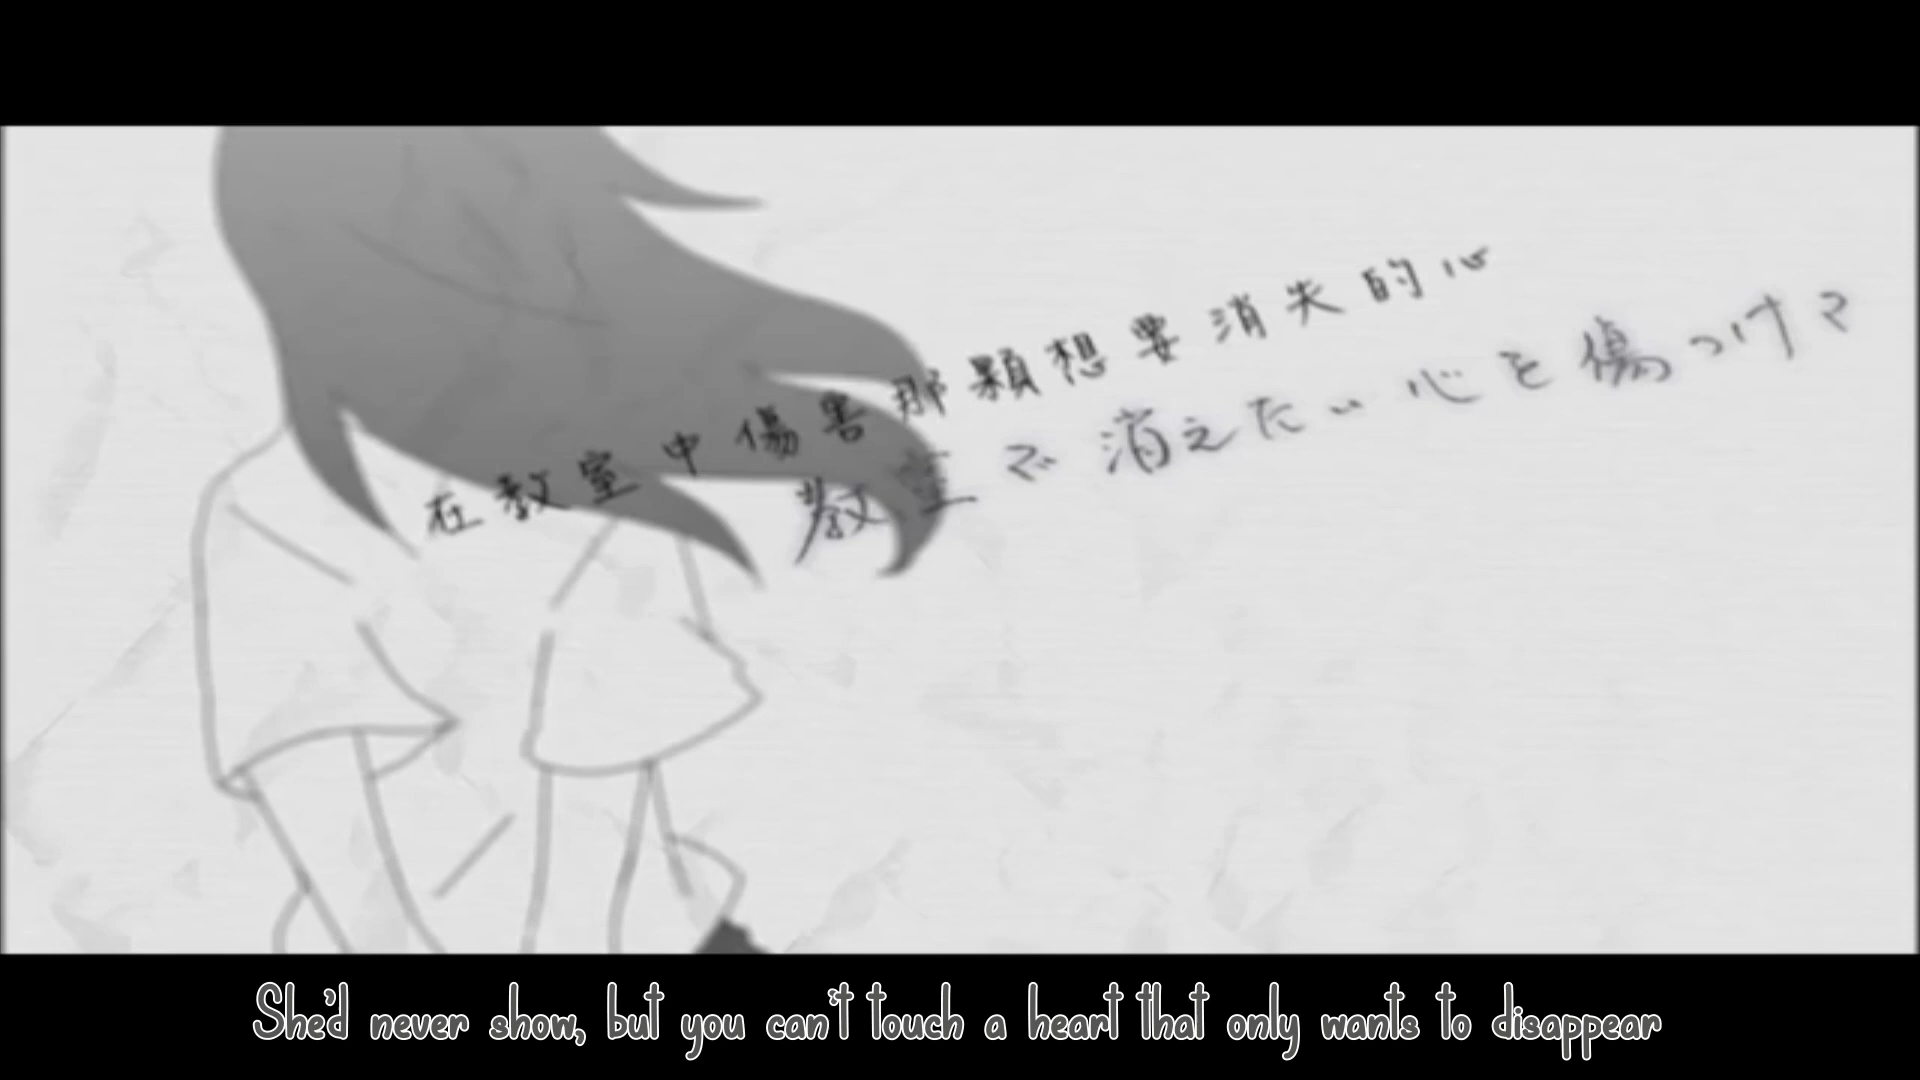 在教室中傷害那顆想要消失的心
教室で消えたい心を傷つけて
She'd never show, but you can't touch a heart that only wants to disappear